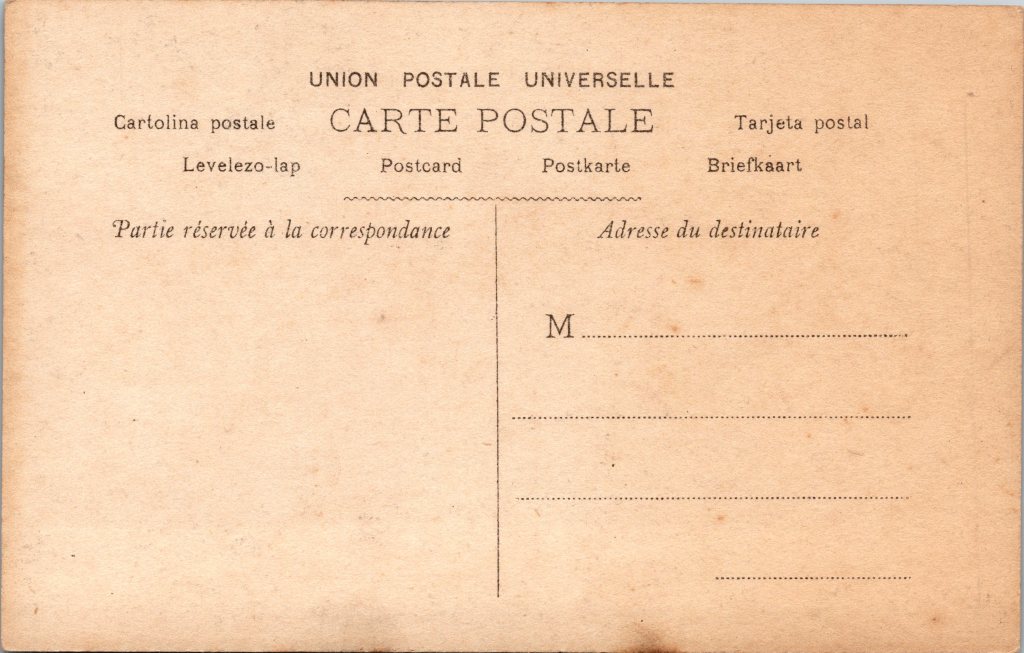 UNION POSTALE UNIVERSELLE
Cartolina postale CARTE POSTALE Tarjeta postal
Levelezo-lap Postcard Postkarte Briefkaart
Partie réservée à la correspondance
Adresse du destinataire
M